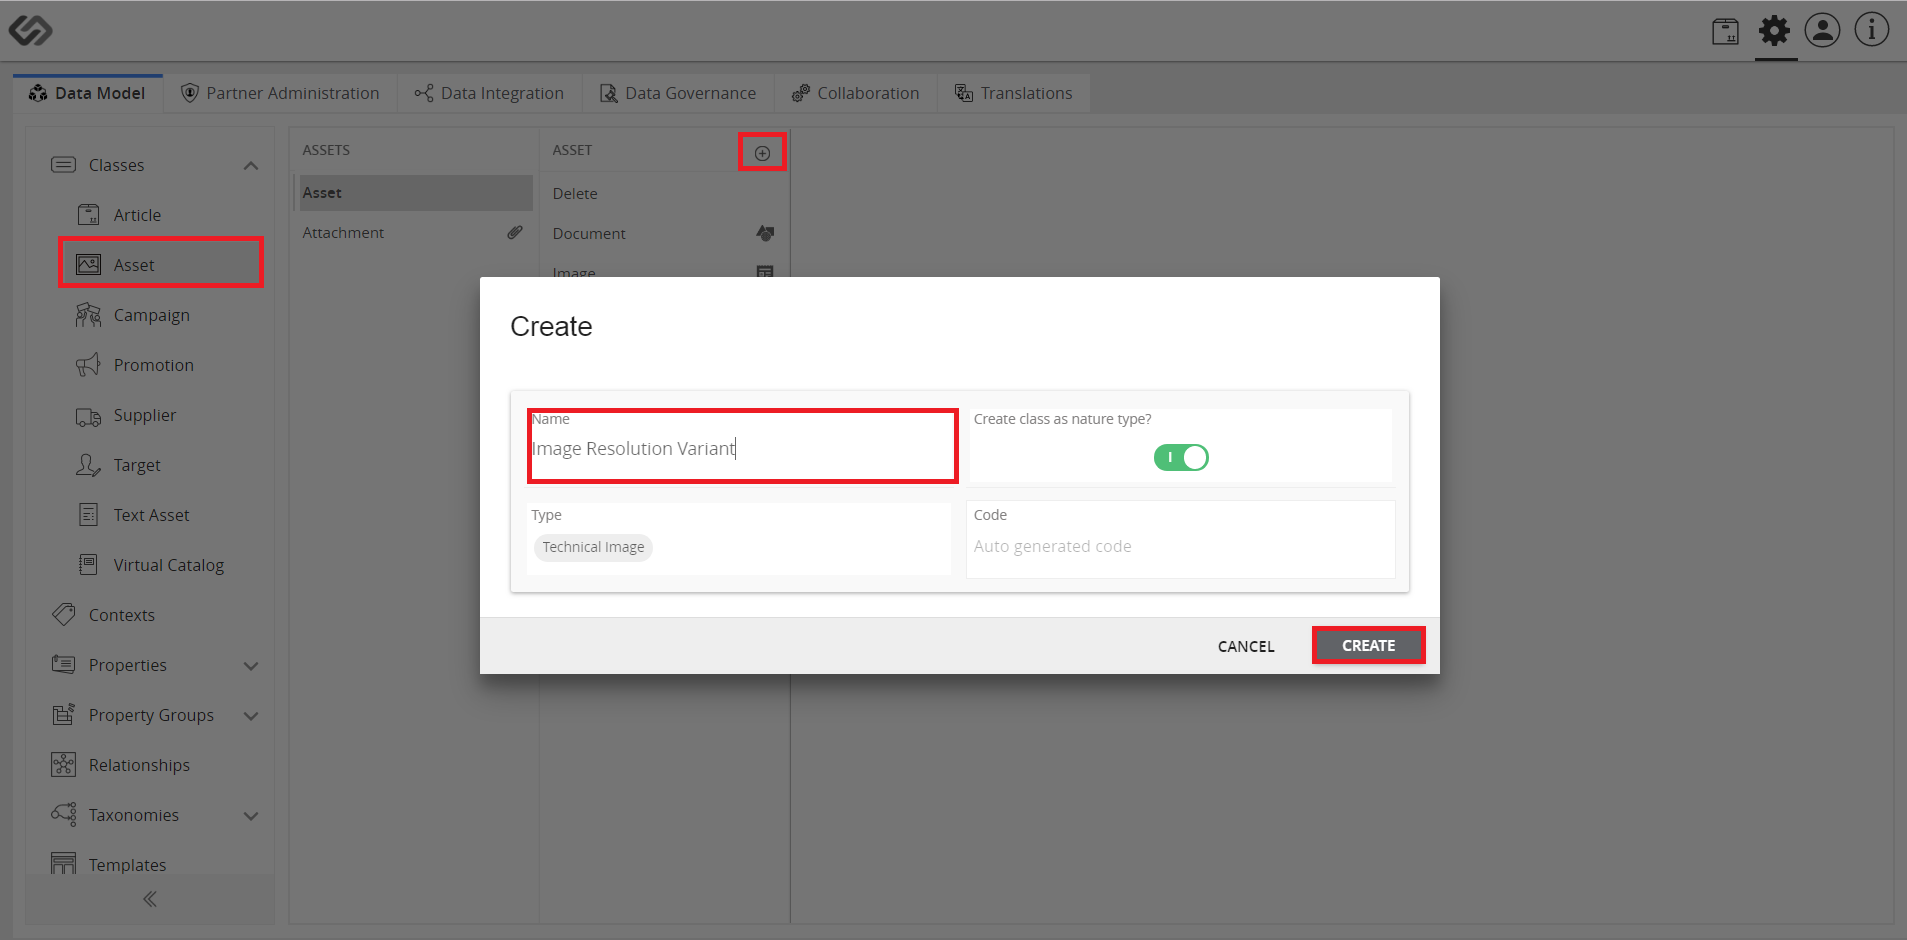 Data Model
Partner Administration
Data Integration
Data Governance
Collaboration
Translations
Classes
Article
Asset
Campaign
Promotion
Supplier
Target
Text Asset
Virtual Catalog
Contexts
Properties
Property Groups
Relationships
Taxonomies
Templates
ASSETS
Asset
Attachment
ASSET
Delete
Document
Image
Create
Name
Image Resolution Variant
Create class as nature type?
Type
Technical Image
Code
Auto generated code
CANCEL
CREATE